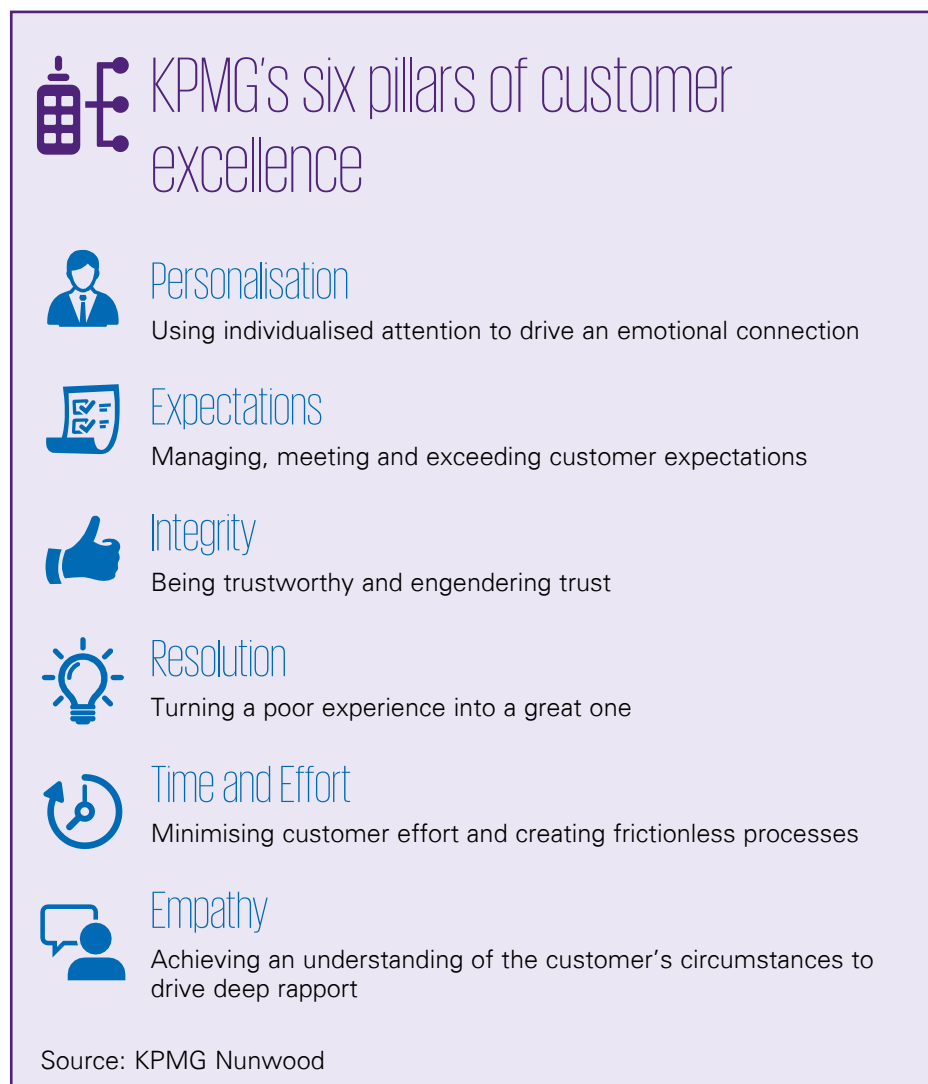 KPMG's six pillars of customer
excellence
Personalisation
Using individualised attention to drive an emotional connection
Expectations
Managing, meeting and exceeding customer expectations
Integrity
Being trustworthy and engendering trust
Resolution
Turning a poor experience into a great one
Time and Effort
Minimising customer effort and creating frictionless processes
Empathy
Achieving an understanding of the customer's circumstances to
drive deep rapport
Source: KPMG Nunwood